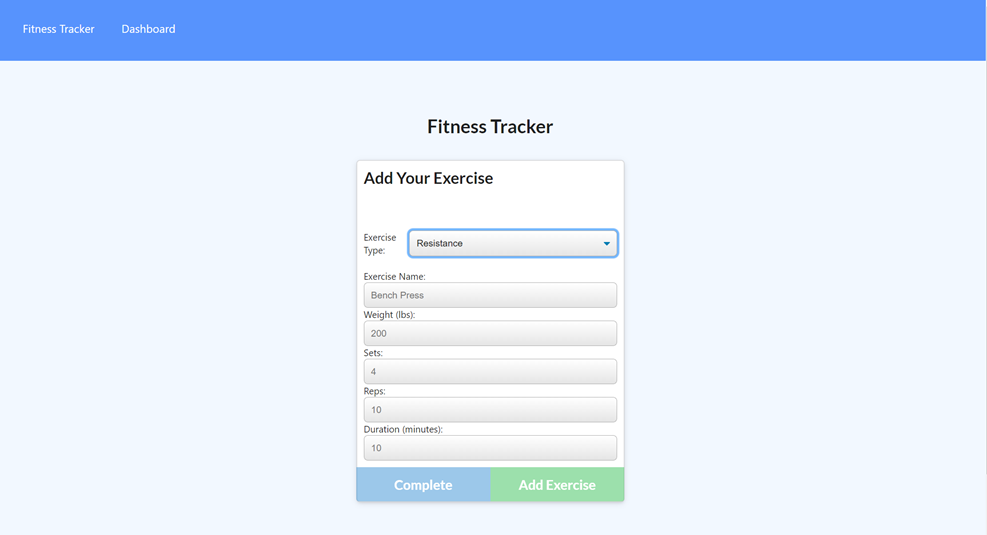 Fitness Tracker Dashboard
Fitness Tracker
Add Your Exercise
Exercise
Type:
Resistance
Exercise Name:
Bench Press
Weight (lbs):
200
Sets:
4
Reps:
10
Duration (minutes):
10
Complete Add Exercise